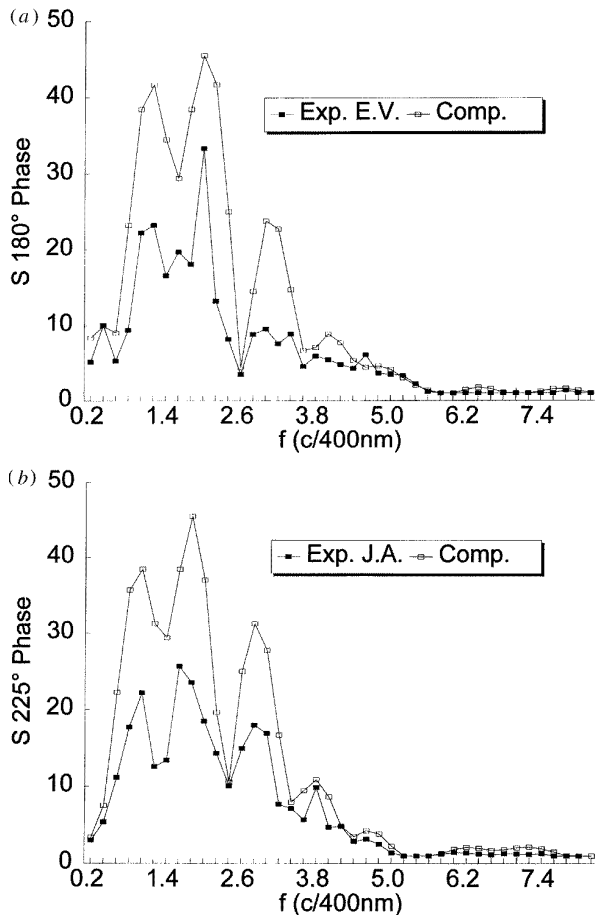 (a)
50
40
30
20
10
0
S 180° Phase
Exp. E.V. Comp.
0.2 1.4 2.6 3.8 5.0 6.2 7.4
f (c/400nm)
(b)
50
40
30
20
10
0
S 225° Phase
Exp. J.A. Comp.
0.2 1.4 2.6 3.8 5.0 6.2 7.4
f (c/400nm)